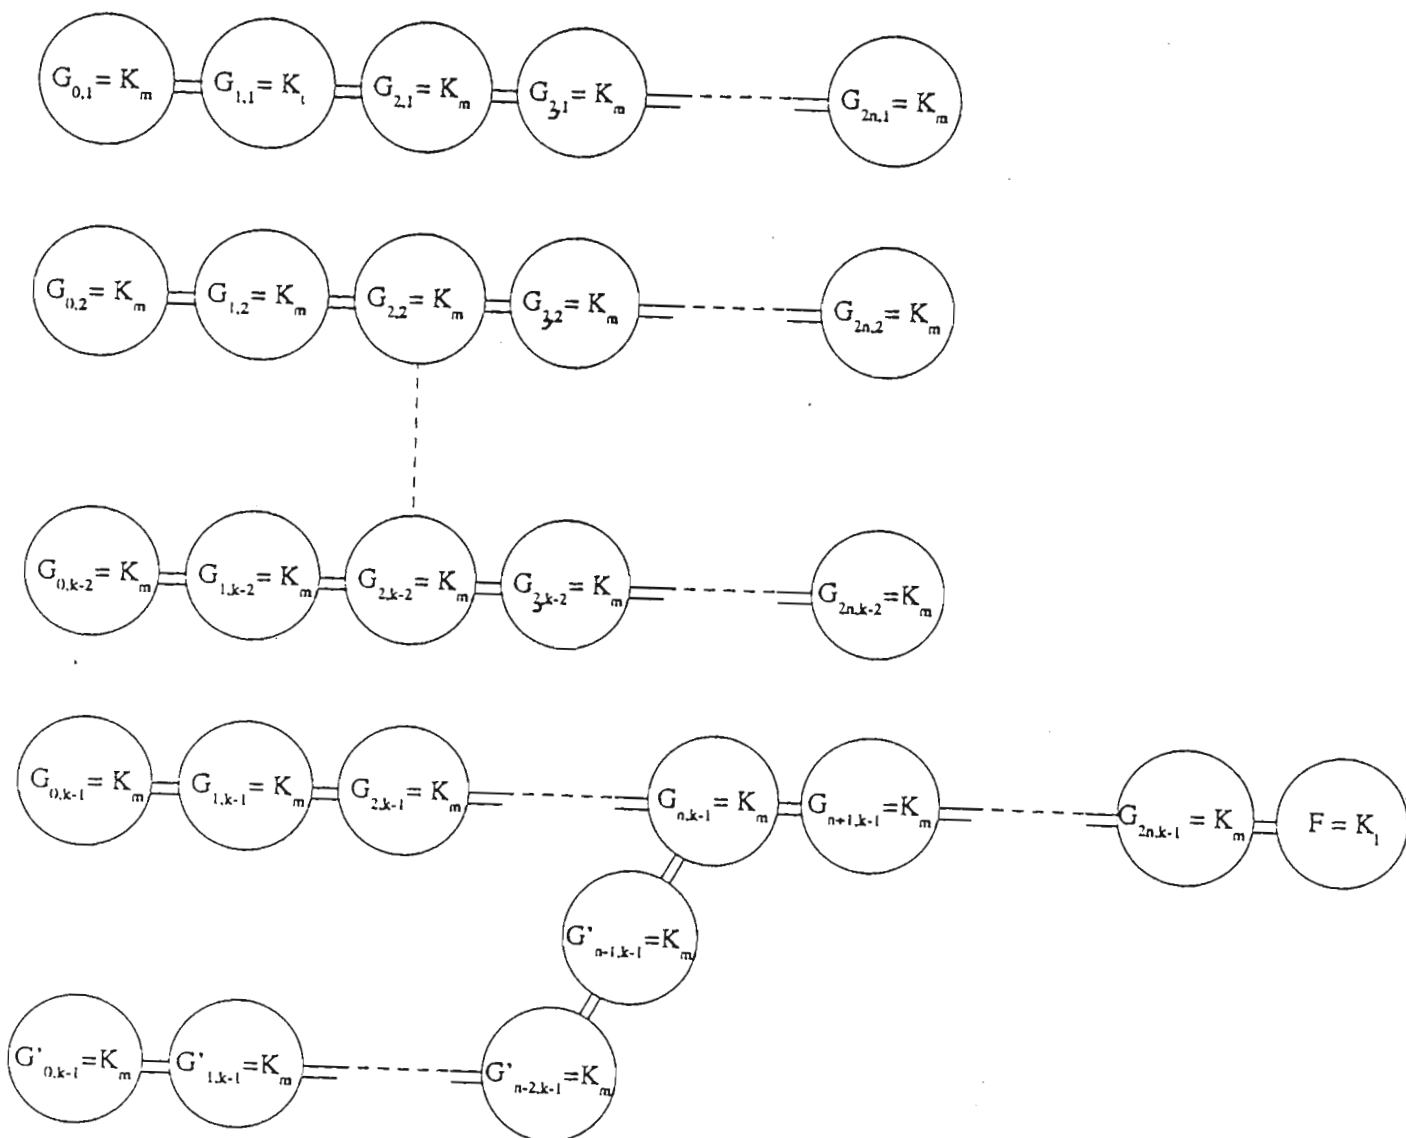 G0,1 = Km G1,1 = Kt G2,1 = Km G3,1 = Km G2n,1 = Km
G0,2 = Km G1,2 = Km G2,2 = Km G3,2 = Km G2n,2 = Km
G0,k-2 = Km G1,k-2 = Km G2,k-2 = Km G3,k-2 = Km G2n,k-2 = Km
G0,k-1 = Km G1,k-1 = Km G2,k-1 = Km Gn,k-1 = Km Gn+1,k-1 = Km G2n,k-1 = Km F = K1
G'n-1,k-1 = Km
G'0,k-1 = Km G'1,k-1 = Km G'n-2,k-1 = Km